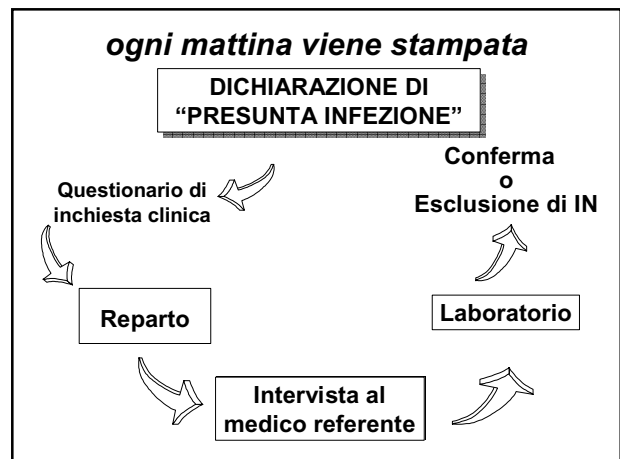 ogni mattina viene stampata
DICHIARAZIONE DI
“PRESUNTA INFEZIONE”
Questionario di
inchiesta clinica
Reparto
Intervista al
medico referente
Laboratorio
Conferma
o
Esclusione di IN